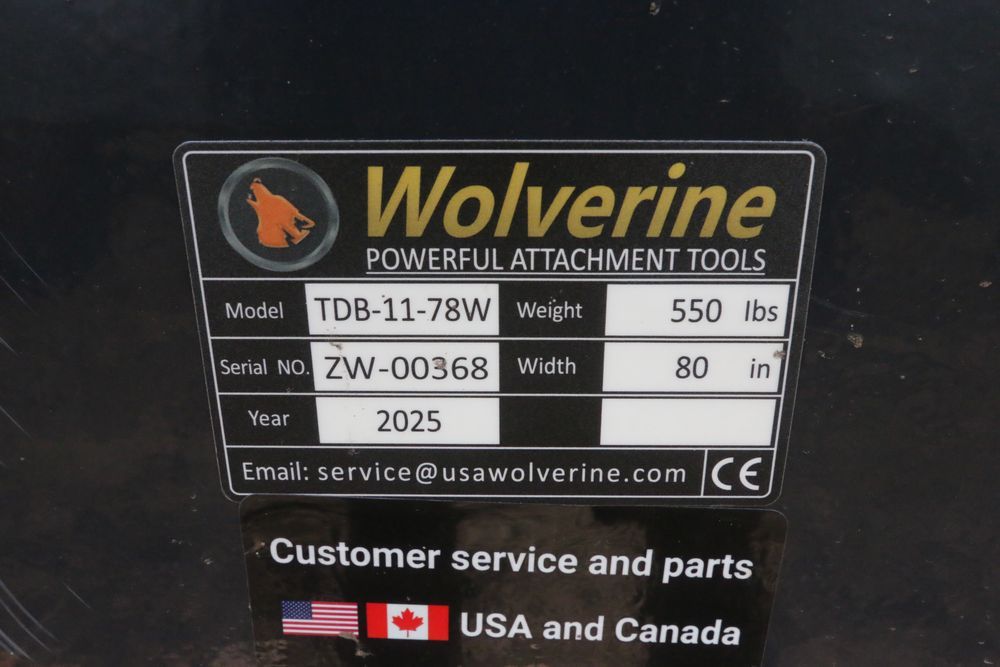 Wolverine
POWERFUL ATTACHMENT TOOLS
Model TDB-11-78W Weight 550 lbs
Serial NO. ZW-00368 Width 80 in
Year 2025
Email: service@usawolverine.com CE
Customer service and parts
USA and Canada